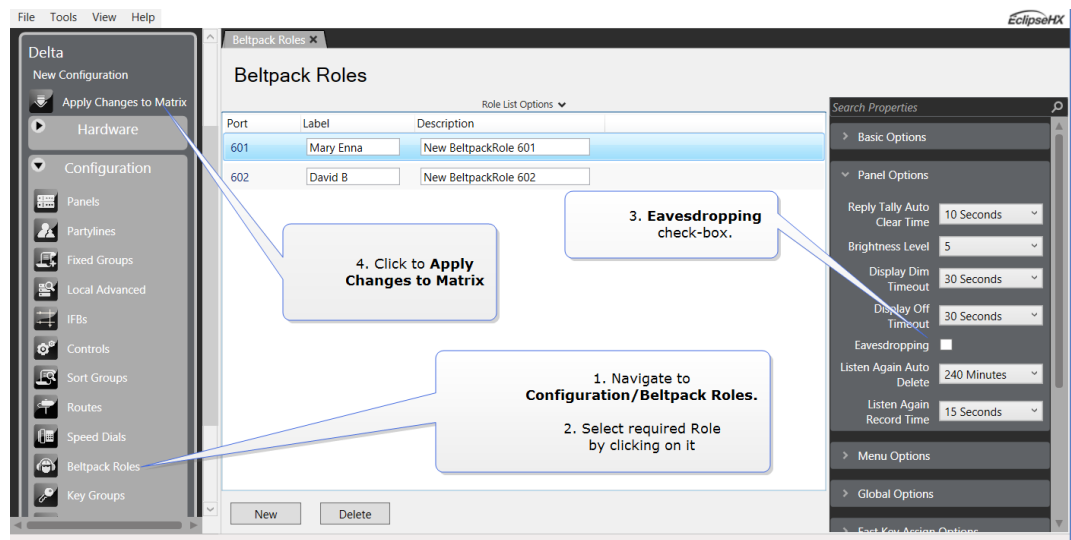 File Tools View Help
EclipseHX
Delta
New Configuration
Apply Changes to Matrix
Hardware
Configuration
Panels
Partylines
Fixed Groups
Local Advanced
IFBs
Controls
Sort Groups
Routes
Speed Dials
Beltpack Roles
Key Groups
Beltpack Roles
Beltpack Roles
Role List Options
Port Label Description
601 Mary Enna New BeltpackRole 601
602 David B New BeltpackRole 602
3. Eavesdropping
check-box.
4. Click to Apply
Changes to Matrix
1. Navigate to
Configuration/Beltpack Roles.
2. Select required Role
by clicking on it
New Delete
Search Properties
Basic Options
Panel Options
Reply Tally Auto
Clear Time
10 Seconds
Brightness Level 5
Display Dim
Timeout
30 Seconds
Display Off
Timeout
30 Seconds
Eavesdropping
Listen Again Auto
Delete
240 Minutes
Listen Again
Record Time
15 Seconds
Menu Options
Global Options
Fast Key Assign Options